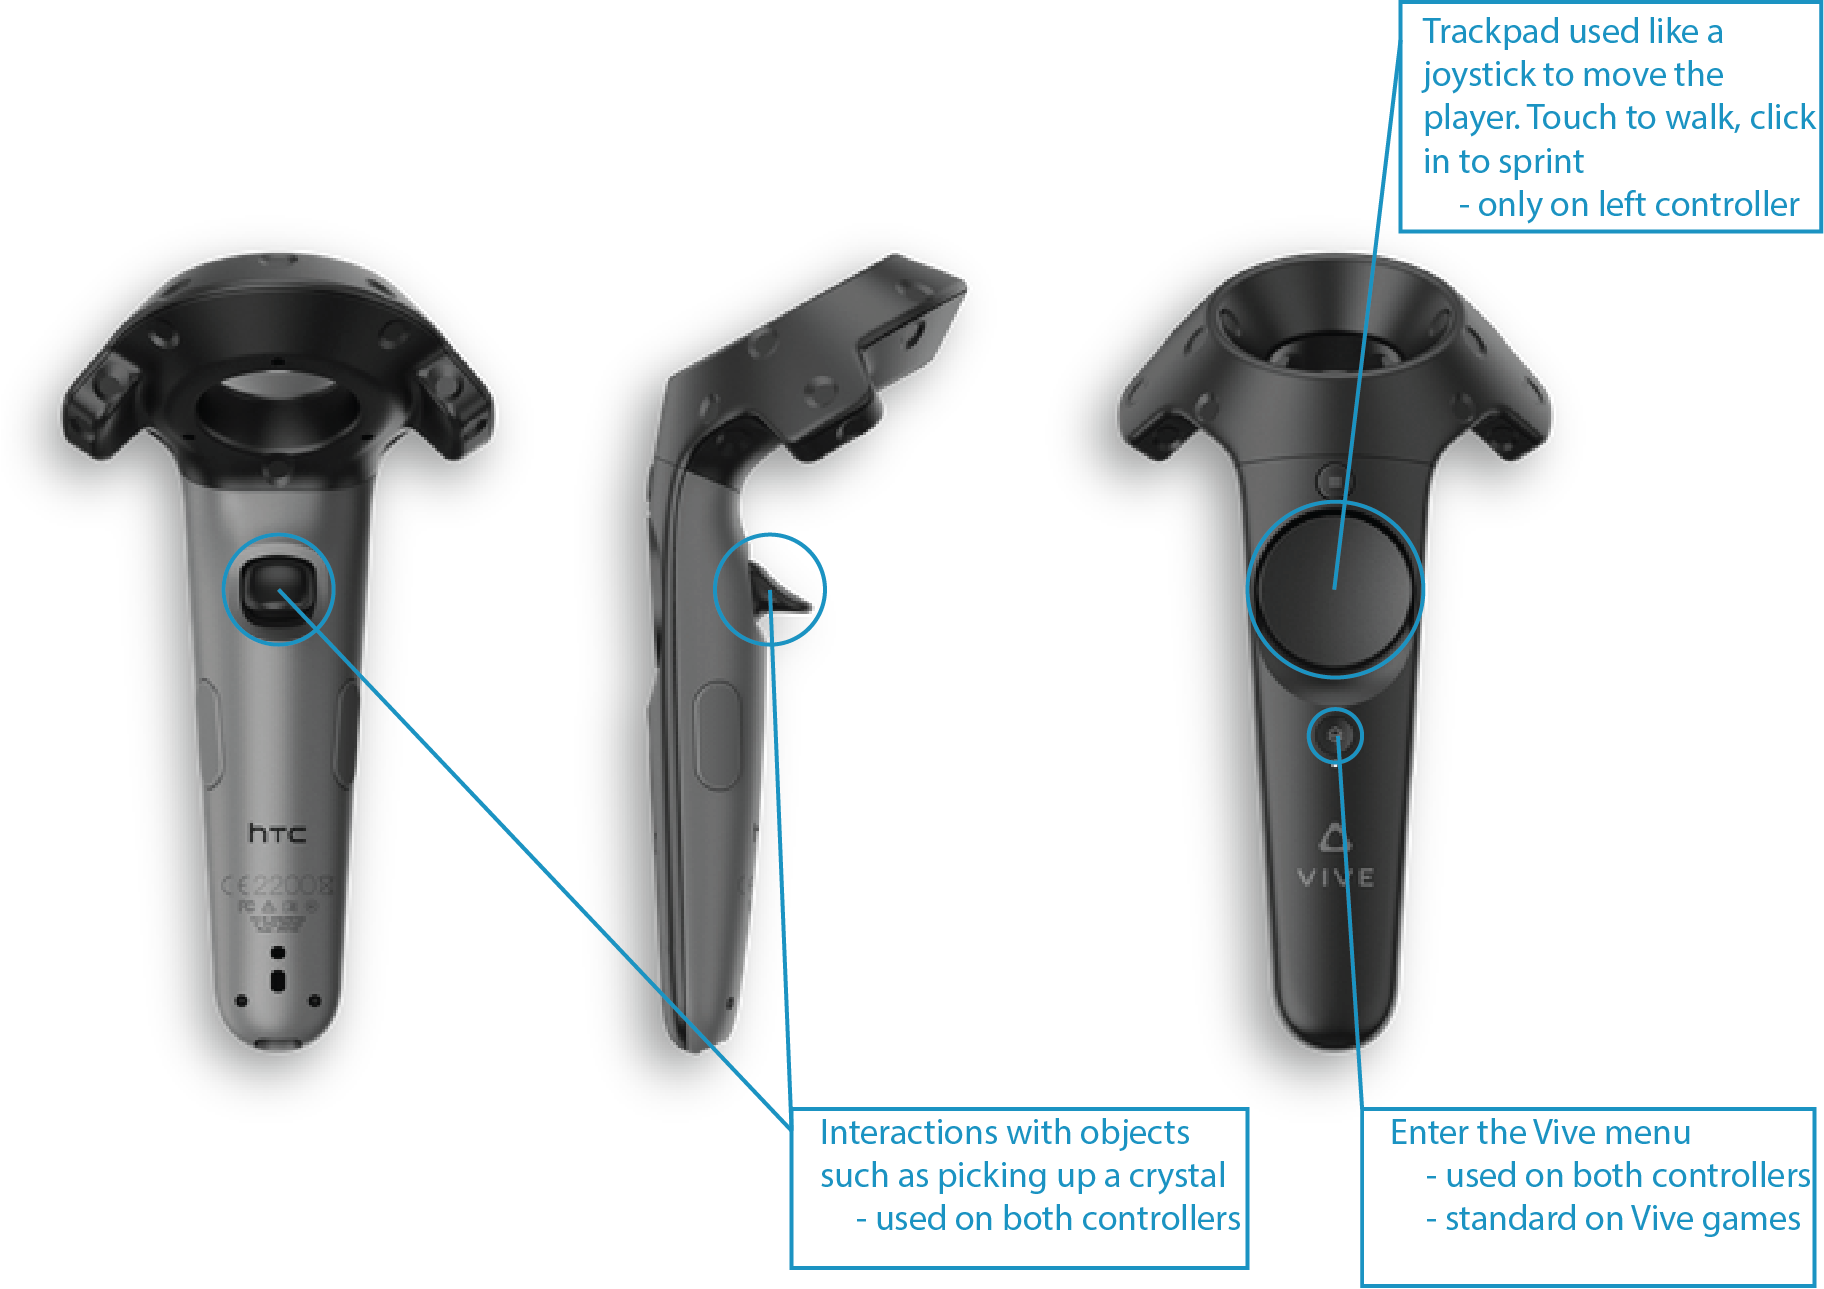 Trackpad used like a
joystick to move the
player. Touch to walk, click
in to sprint
- only on left controller
htc
CE2200
FC
VIVE
Interactions with objects
such as picking up a crystal
- used on both controllers
Enter the Vive menu
- used on both controllers
- standard on Vive games